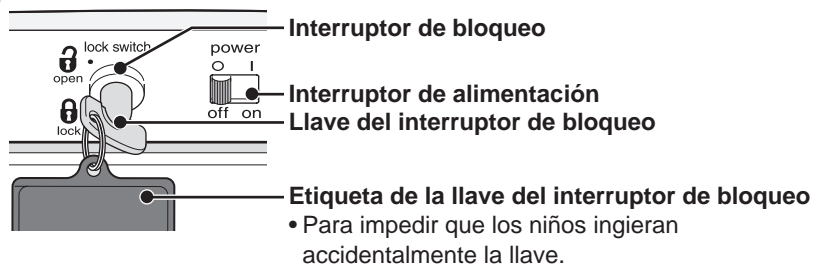 lock switch
open
lock
power
O I
off on
Interruptor de bloqueo
Interruptor de alimentación
Llave del interruptor de bloqueo
Etiqueta de la llave del interruptor de bloqueo
• Para impedir que los niños ingieran
accidentalmente la llave.